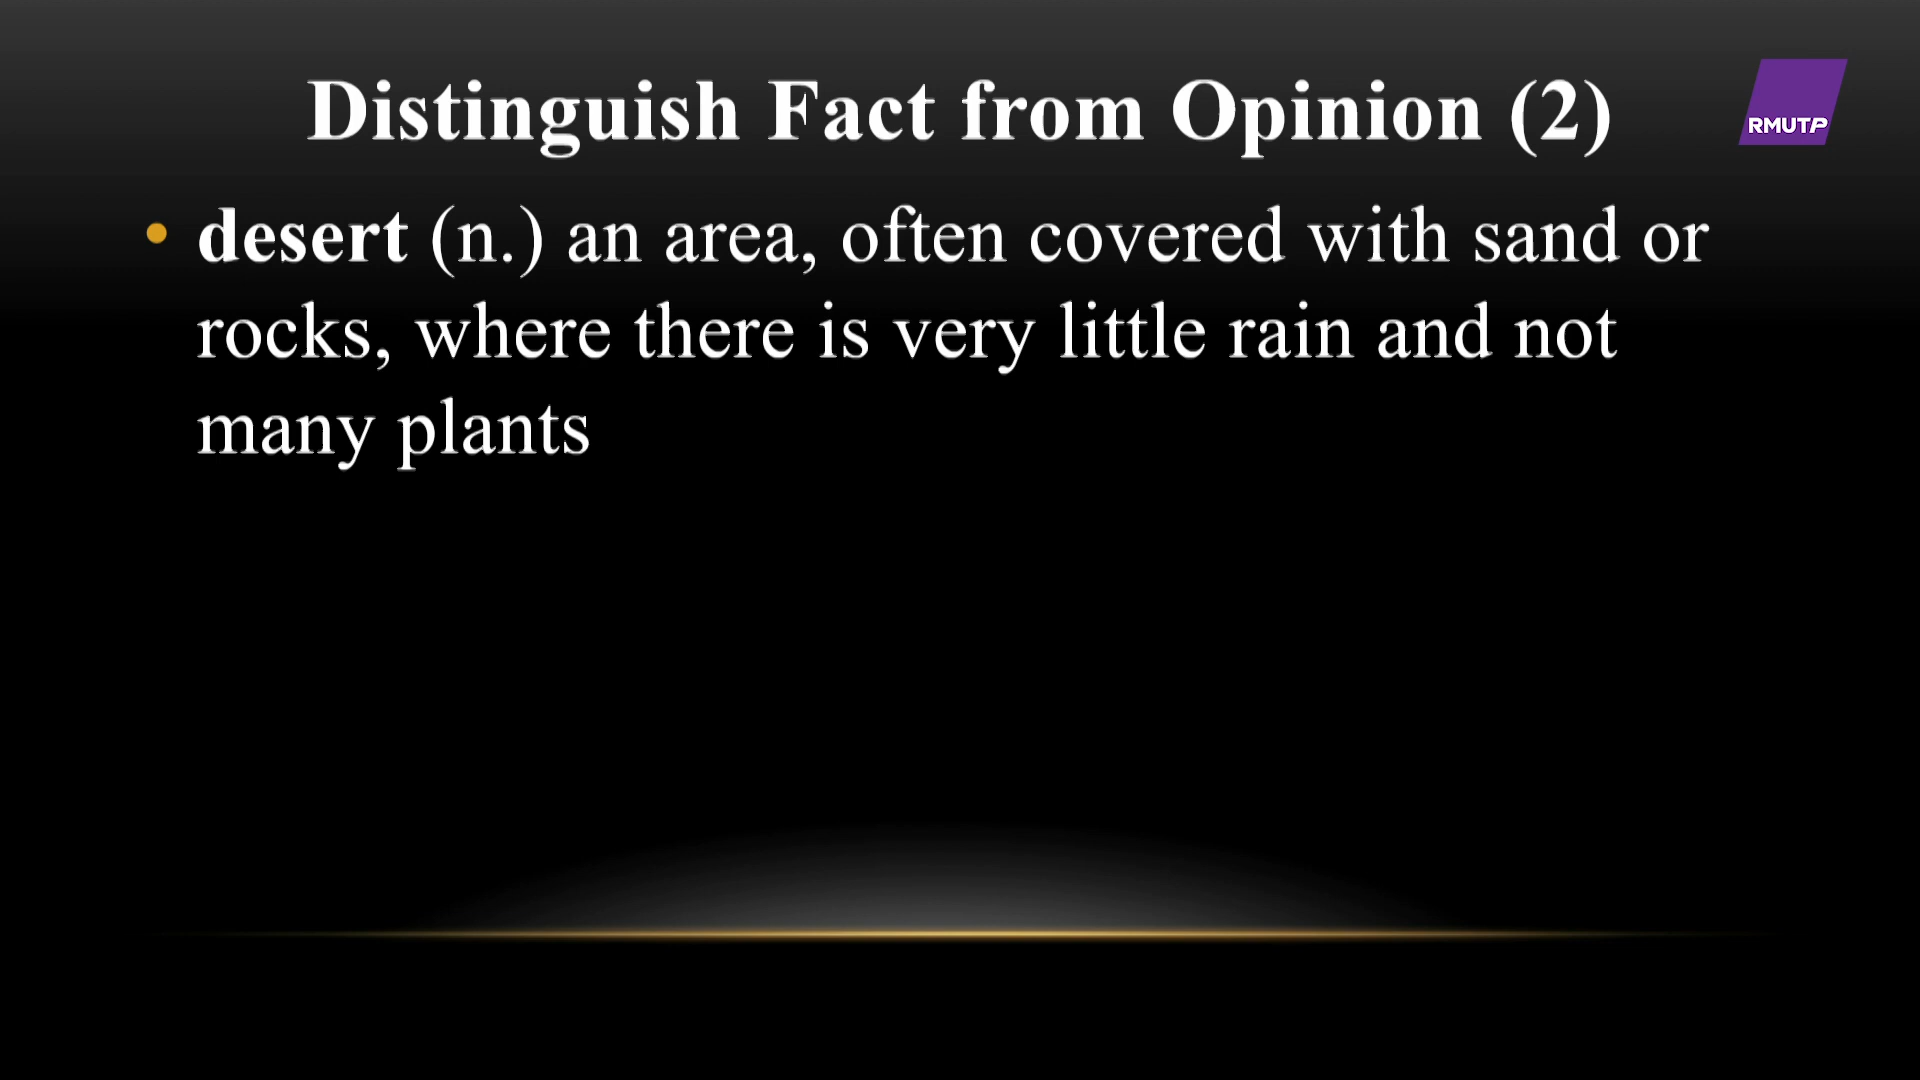 Distinguish Fact from Opinion (2)
RMUTP
• desert (n.) an area, often covered with sand or
rocks, where there is very little rain and not
many plants